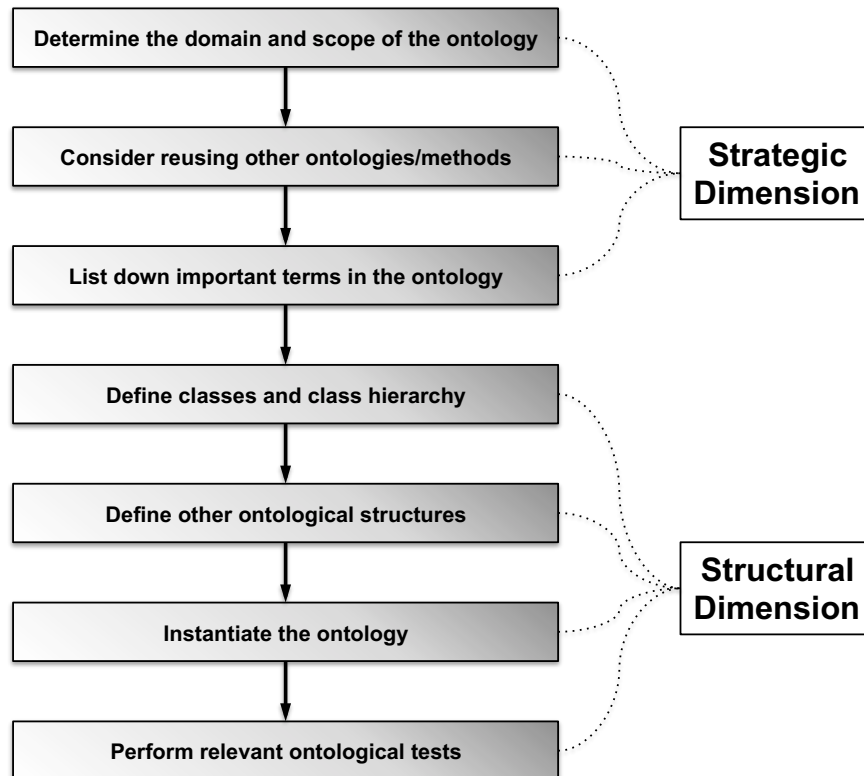 Determine the domain and scope of the ontology
Consider reusing other ontologies/methods
Strategic
Dimension
List down important terms in the ontology
Define classes and class hierarchy
Define other ontological structures
Structural
Dimension
Instantiate the ontology
Perform relevant ontological tests